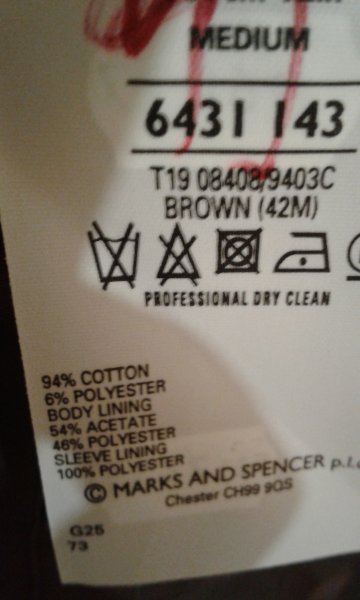 MEDIUM
6431 143
T19 08408/9403C
BROWN (42M)
PROFESSIONAL DRY CLEAN
94% COTTON
6% POLYESTER
BODY LINING
54% ACETATE
46% POLYESTER
SLEEVE LINING
100% POLYESTER
© MARKS AND SPENCER p.l.c
Chester CH99 9QS
G25
73